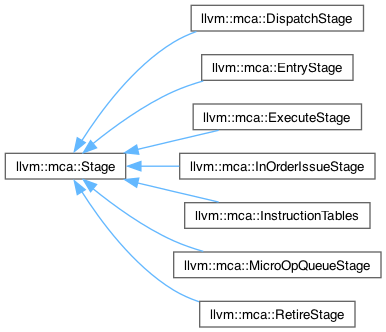 llvm::mca::DispatchStage
llvm::mca::EntryStage
llvm::mca::ExecuteStage
llvm::mca::Stage
llvm::mca::InOrderIssueStage
llvm::mca::InstructionTables
llvm::mca::MicroOpQueueStage
llvm::mca::RetireStage